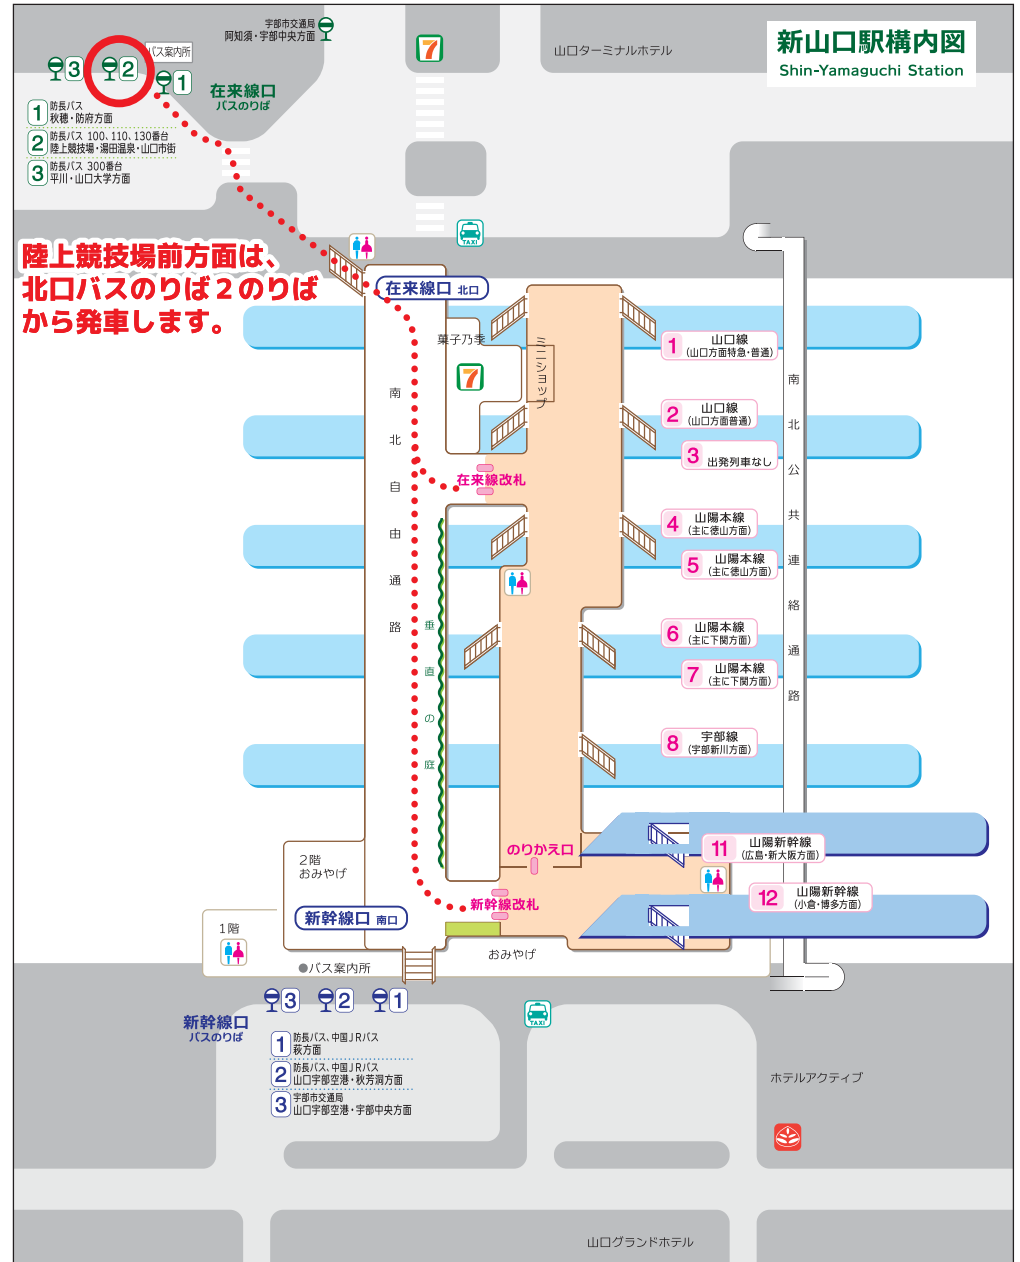 新山口駅構内図
Shin-Yamaguchi Station
宇部市交通局
阿知須・宇部中央方面
7
山口ターミナルホテル
バス案内所
3
2
1
在来線口
バスのりば
1 防長バス
秋穂・防府方面
2 防長バス 100、110、130番台
陸上競技場・湯田温泉・山口市街
3 防長バス 300番台
平川・山口大学方面
TAXI
陸上競技場前方面は、
北口バスのりば2のりば
から発車します。
在来線口 北口
菓子乃季
7
ミニショップ
南北自由通路
在来線改札
垂直の庭
1 山口線
(山口方面特急・普通)
2 山口線
(山口方面普通)
3 出発列車なし
4 山陽本線
(主に徳山方面)
5 山陽本線
(主に徳山方面)
6 山陽本線
(主に下関方面)
7 山陽本線
(主に下関方面)
8 宇部線
(宇部新川方面)
南北公共連絡通路
のりかえ口
11 山陽新幹線
(広島・新大阪方面)
12 山陽新幹線
(小倉・博多方面)
2階
おみやげ
新幹線改札
新幹線口 南口
1階
おみやげ
●バス案内所
3
2
1
新幹線口
バスのりば
TAXI
1 防長バス、中国JRバス
萩方面
2 防長バス、中国JRバス
山口宇部空港・秋芳洞方面
3 宇部市交通局
山口宇部空港・宇部中央方面
ホテルアクティブ
山口グランドホテル